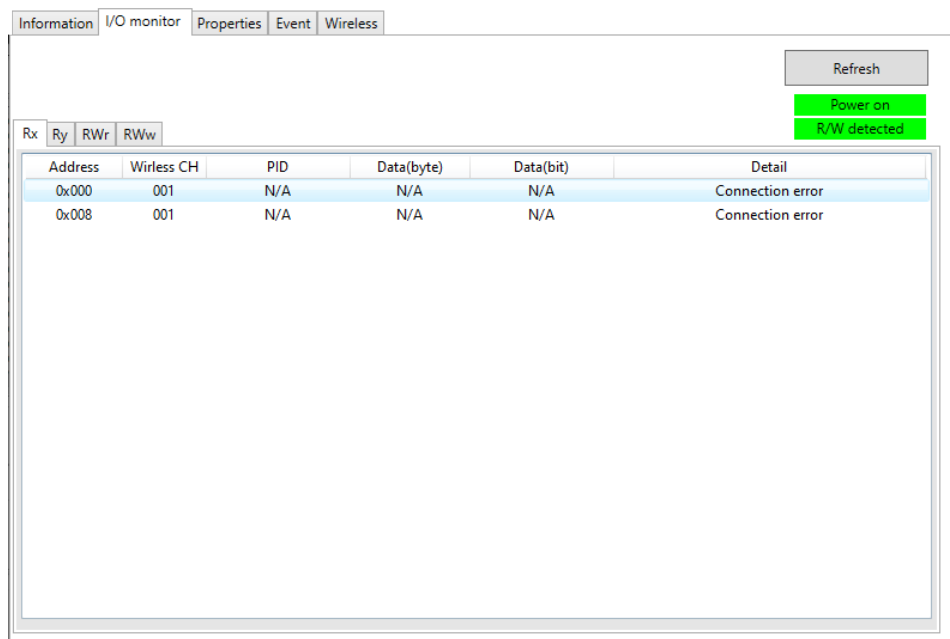 Information I/O monitor Properties Event Wireless
Refresh
Power on
R/W detected
Rx Ry RWr RWw
Address Wirless CH PID Data(byte) Data(bit) Detail
0x000 001 N/A N/A N/A Connection error
0x008 001 N/A N/A N/A Connection error